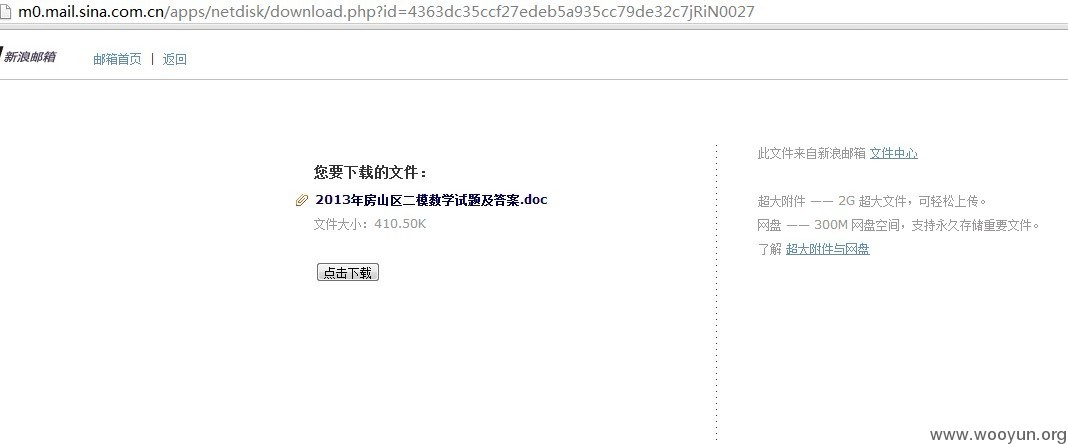 m0.mail.sina.com.cn/apps/netdisk/download.php?id=4363dc35ccf27edeb5a935cc79de32c7jRiN0027
新浪邮箱 邮箱首页 | 返回
您要下载的文件：
2013年房山区二模数学试题及答案.doc
文件大小：410.50K
点击下载
此文件来自新浪邮箱 文件中心
超大附件 —— 2G 超大文件，可轻松上传。
网盘 —— 300M 网盘空间，支持永久存储重要文件。
了解 超大附件与网盘
www.wooyun.org